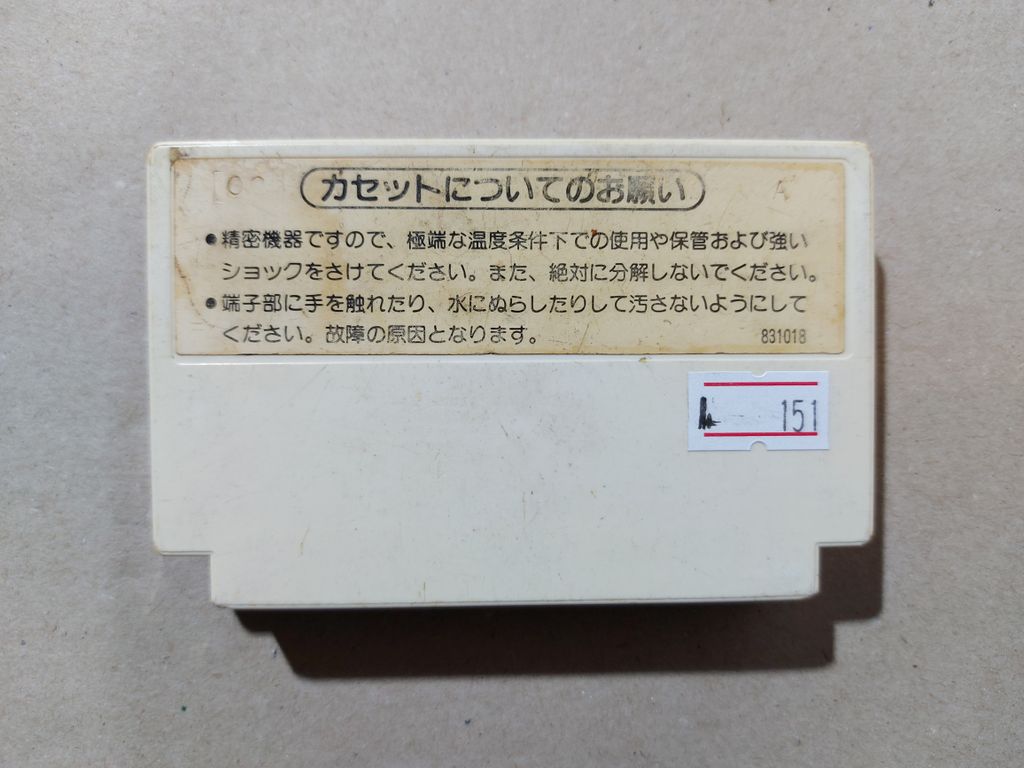 カセットについてのお願い
●精密機器ですので、極端な温度条件下での使用や保管および強い
ショックをさけてください。また、絶対に分解しないでください。
●端子部に手を触れたり、水にぬらしたりして汚さないようにして
ください。故障の原因となります。
831018
151